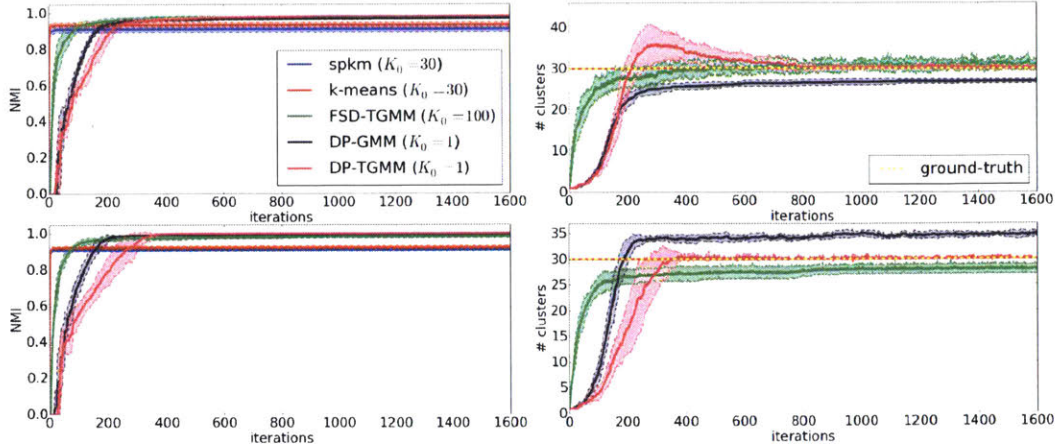 1.0
0.8
0.6
0.4
0.2
0.0
NMI
spkm (K₀ = 30)
k-means (K₀ = 30)
FSD-TGMM (K₀ = 100)
DP-GMM (K₀ = 1)
DP-TGMM (K₀ = 1)
0 200 400 600 800 1000 1200 1400 1600
iterations
40
30
20
10
0
# clusters
ground-truth
0 200 400 600 800 1000 1200 1400 1600
iterations
1.0
0.8
0.6
0.4
0.2
0.0
NMI
0 200 400 600 800 1000 1200 1400 1600
iterations
35
30
25
20
15
10
5
0
# clusters
0 200 400 600 800 1000 1200 1400 1600
iterations